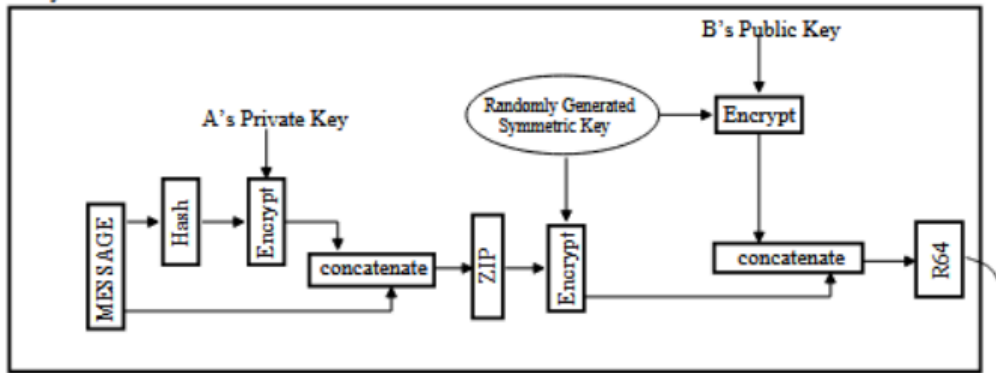 B's Public Key
Randomly Generated
Symmetric Key
Encrypt
A's Private Key
MESSAGE
Hash
Encrypt
concatenate
ZIP
Encrypt
concatenate
R64